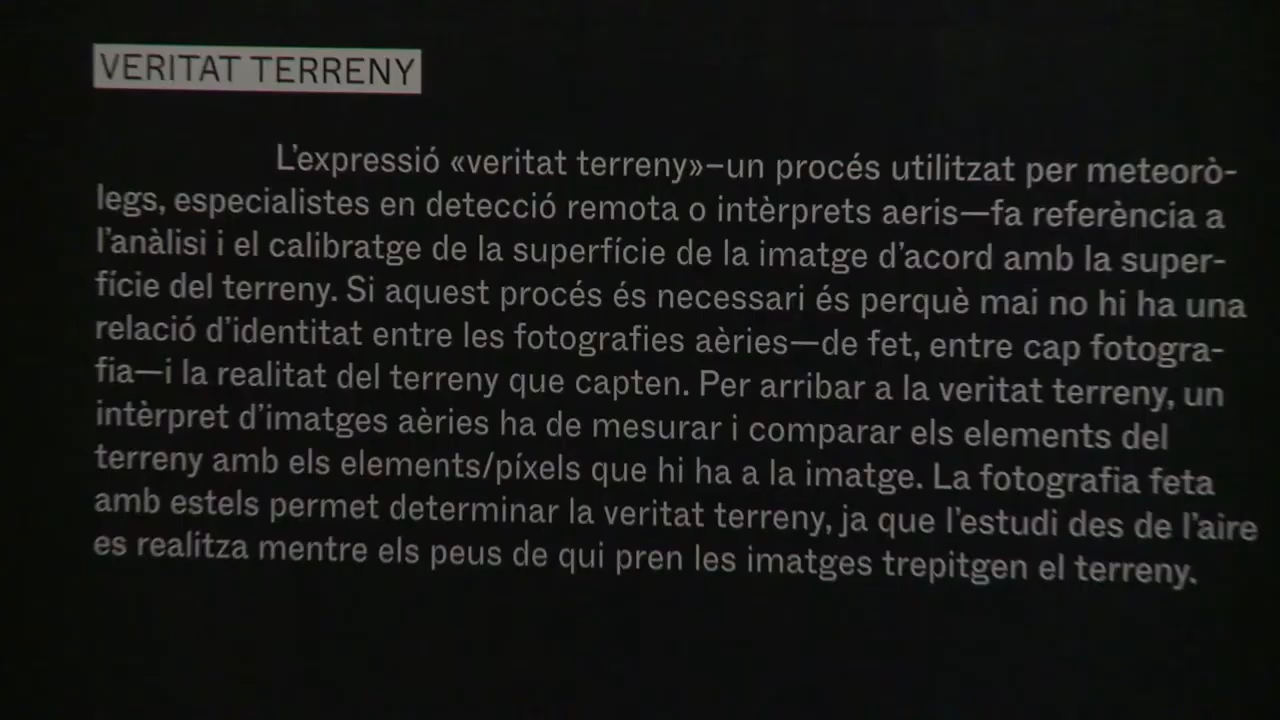 VERITAT TERRENY
L'expressió «veritat terreny»–un procés utilitzat per meteorò-
legs, especialistes en detecció remota o intèrprets aeris—fa referència a
l'anàlisi i el calibratge de la superfície de la imatge d'acord amb la super-
fície del terreny. Si aquest procés és necessari és perquè mai no hi ha una
relació d'identitat entre les fotografies aèries—de fet, entre cap fotogra-
fia—i la realitat del terreny que capten. Per arribar a la veritat terreny, un
intèrpret d'imatges aèries ha de mesurar i comparar els elements del
terreny amb els elements/píxels que hi ha a la imatge. La fotografia feta
amb estels permet determinar la veritat terreny, ja que l'estudi des de l'aire
es realitza mentre els peus de qui pren les imatges trepitgen el terreny.